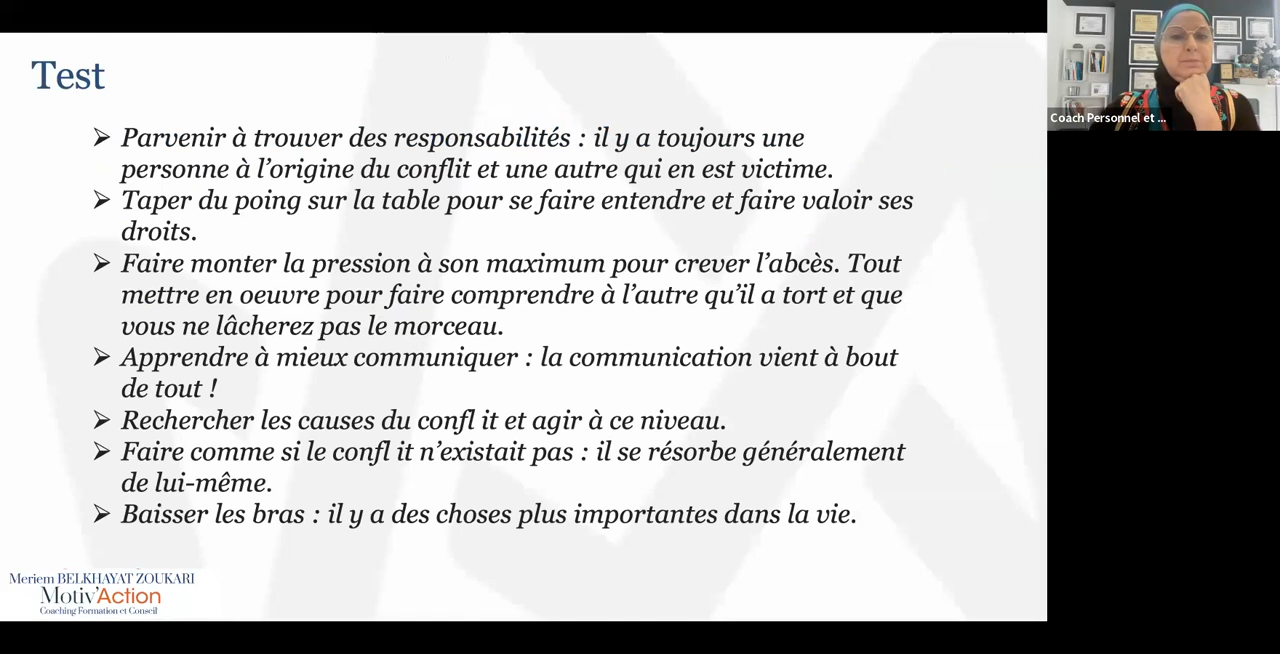 Test
➢ Parvenir à trouver des responsabilités : il y a toujours une
personne à l’origine du conflit et une autre qui en est victime.
➢ Taper du poing sur la table pour se faire entendre et faire valoir ses
droits.
➢ Faire monter la pression à son maximum pour crever l’abcès. Tout
mettre en oeuvre pour faire comprendre à l’autre qu’il a tort et que
vous ne lâcherez pas le morceau.
➢ Apprendre à mieux communiquer : la communication vient à bout
de tout !
➢ Rechercher les causes du confl it et agir à ce niveau.
➢ Faire comme si le confl it n’existait pas : il se résorbe généralement
de lui-même.
➢ Baisser les bras : il y a des choses plus importantes dans la vie.
Meriem BELKHAYAT ZOUKARI
Motiv'Action
Coaching Formation et Conseil
Coach Personnel et ...